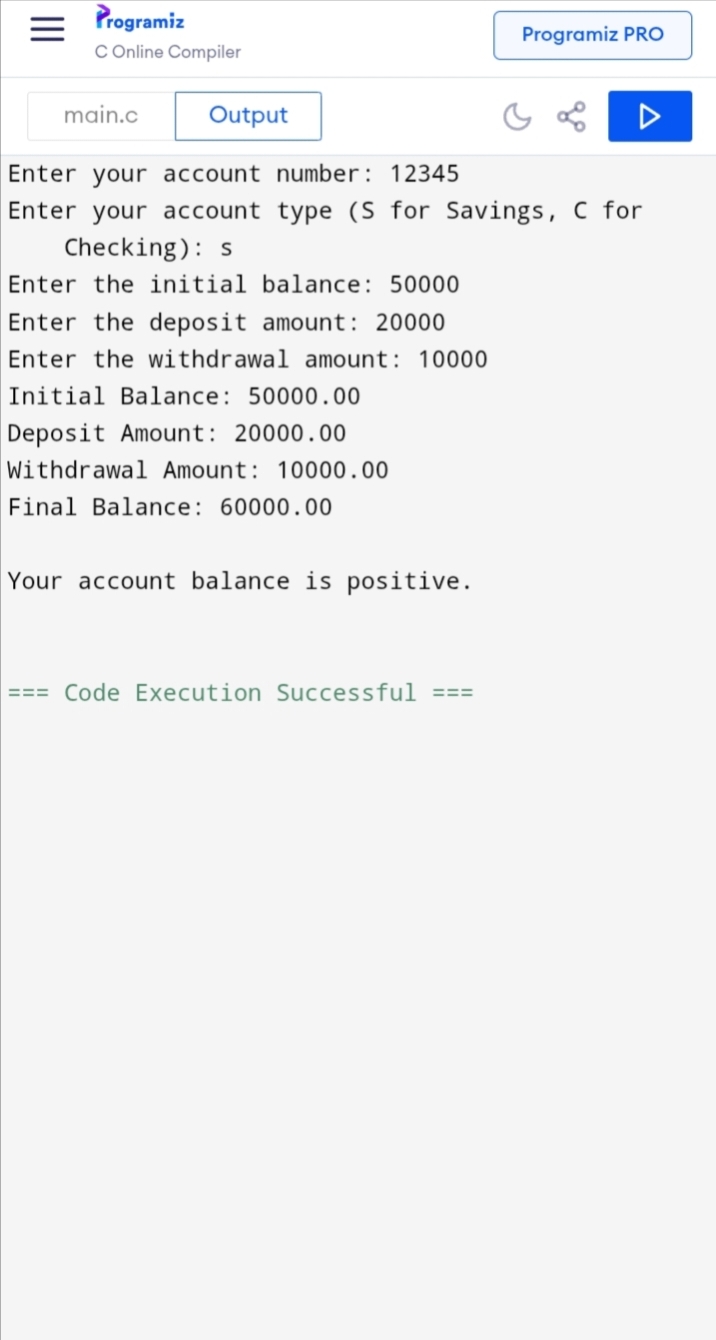 Programiz
C Online Compiler
Programiz PRO
main.c
Output
Enter your account number: 12345
Enter your account type (S for Savings, C for
Checking): s
Enter the initial balance: 50000
Enter the deposit amount: 20000
Enter the withdrawal amount: 10000
Initial Balance: 50000.00
Deposit Amount: 20000.00
Withdrawal Amount: 10000.00
Final Balance: 60000.00
Your account balance is positive.
=== Code Execution Successful ===